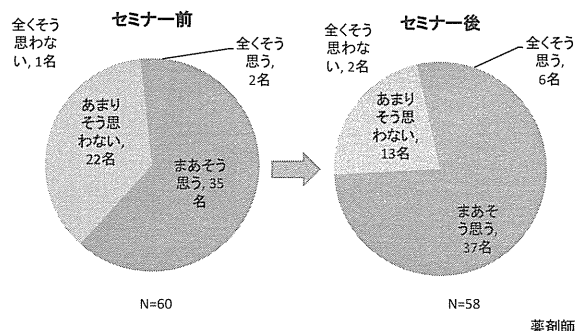 セミナー前
全くそう
思わな
い, 1名
全くそう
思う,
2名
あまり
そう思
わない,
22名
まあそう
思う, 35
名
N=60
セミナー後
全くそう
思わな
い, 2名
全くそう
思う,
6名
あまり
そう思
わない,
13名
まあそ
う思う,
37名
N=58
薬剤師